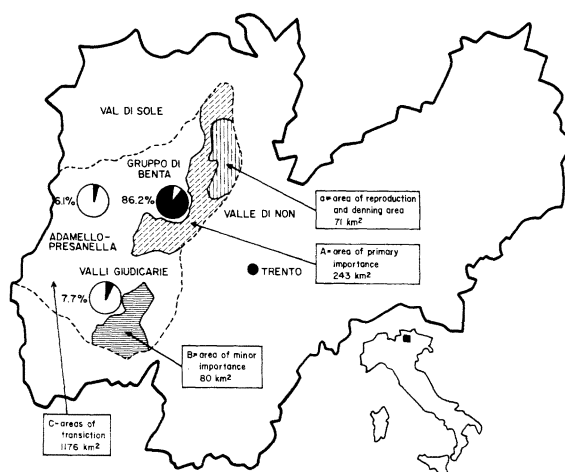 VAL DI SOLE
GRUPPO DI
BENTA
6.1%
86.2%
VALLE DI NON
ADAMELLO-
PRESANELLA
a=area of reproduction
and denning area
71 km²
A=area of primary
importance
243 km²
TRENTO
VALLI GIUDICARIE
7.7%
B=area of minor
importance
80 km²
C-areas of
transiction
1176 km²